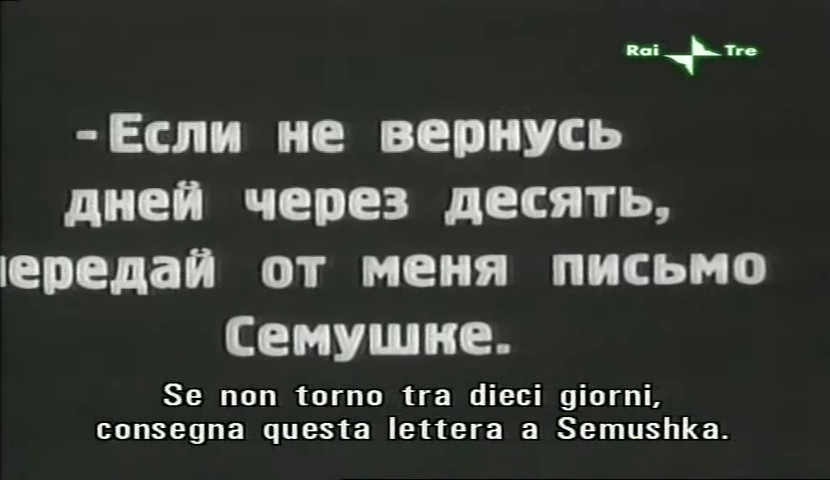 Rai Tre
-Если не вернусь
дней через десять,
передай от меня письмо
Семушке.
Se non torno tra dieci giorni,
consegna questa lettera a Semushka.